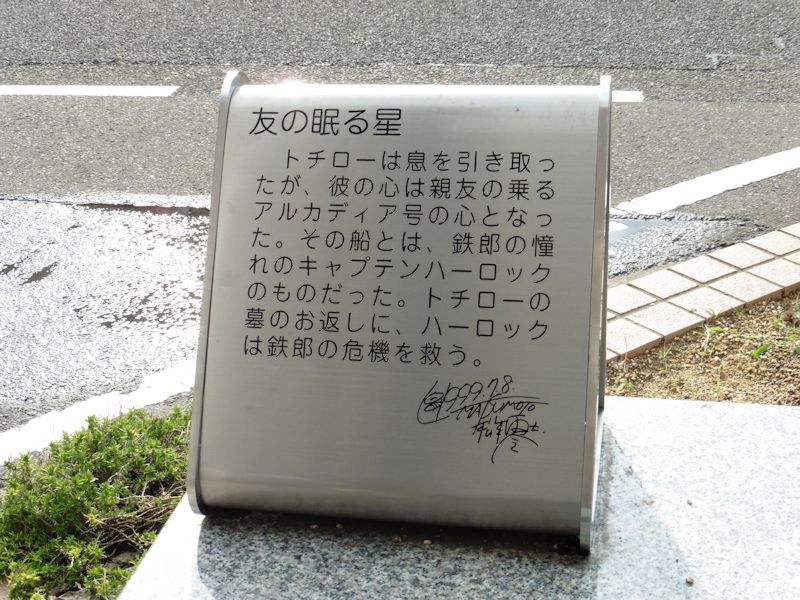 友の眠る星
トチローは息を引き取っ
たが、彼の心は親友の乗る
アルカディア号の心となっ
た。その船とは、鉄郎の憧
れのキャプテンハーロック
のものだった。トチローの
墓のお返しに、ハーロック
は鉄郎の危機を救う。
1999.7.8.